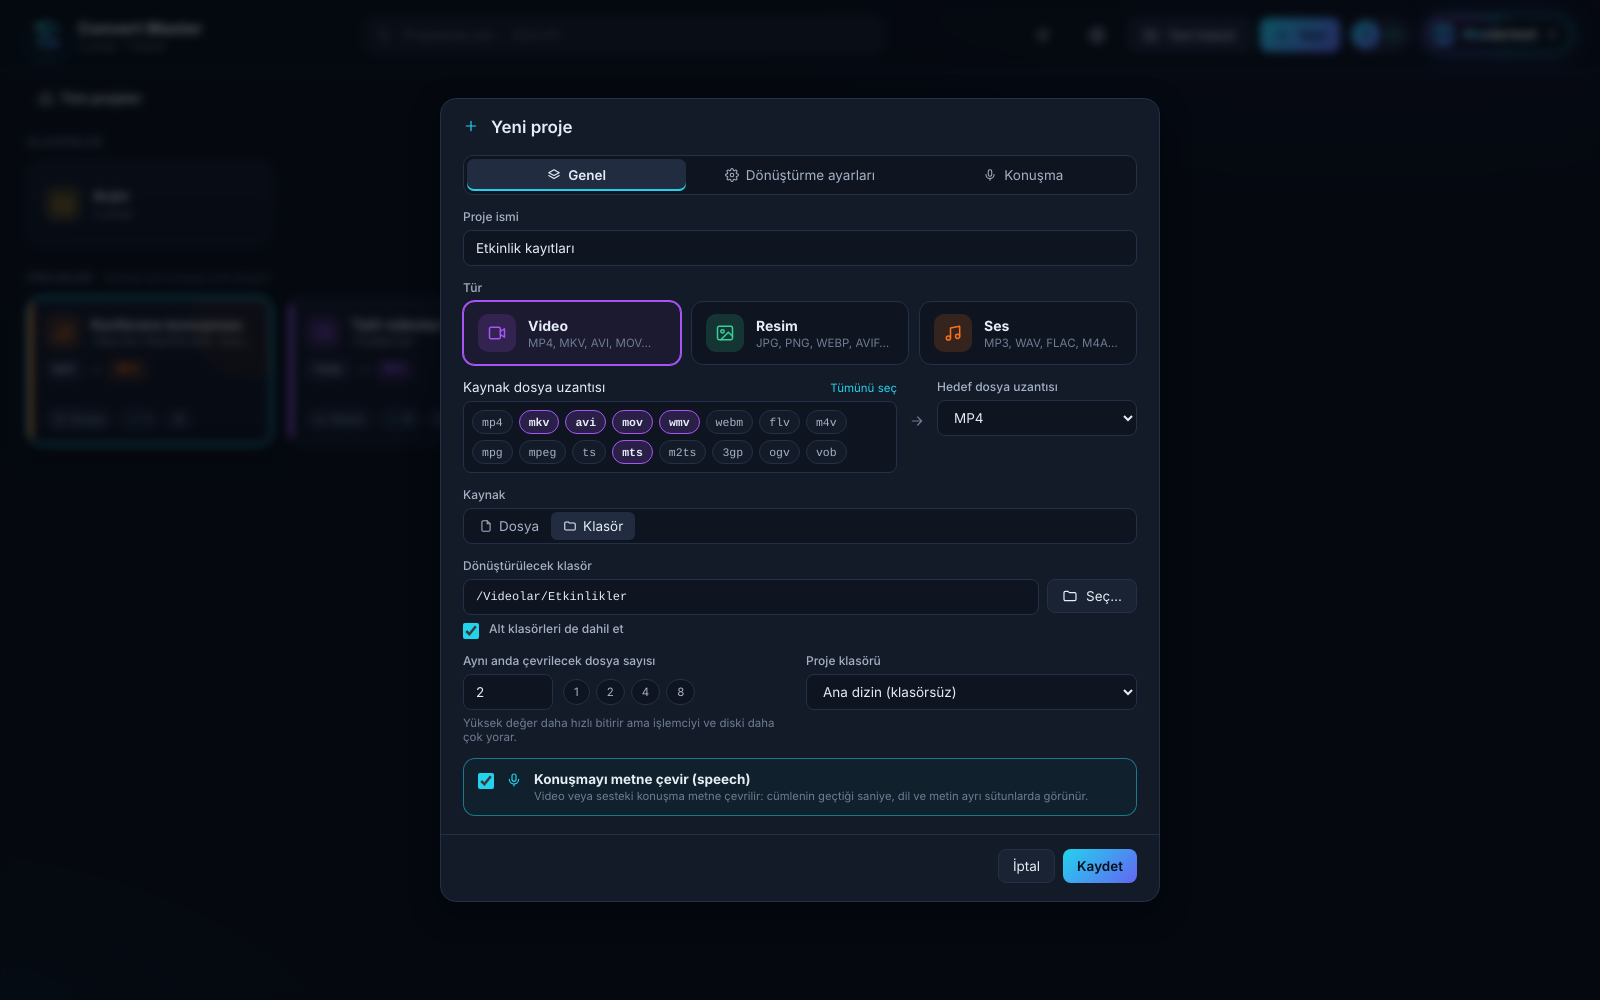 Convert Master
Yeni proje
Genel
Dönüştürme ayarları
Konuşma
Proje ismi
Etkinlik kayıtları
Tür
Video
MP4, MKV, AVI, MOV...
Resim
JPG, PNG, WEBP, AVIF...
Ses
MP3, WAV, FLAC, M4A...
Kaynak dosya uzantısı
Tümünü seç
Hedef dosya uzantısı
mp4 mkv avi mov wmv webm flv m4v
MP4
mpg mpeg ts mts m2ts 3gp ogv vob
Kaynak
Dosya
Klasör
Dönüştürülecek klasör
/Videolar/Etkinlikler
Seç...
Alt klasörleri de dahil et
Aynı anda çevrilecek dosya sayısı
Proje klasörü
2
1 2 4 8
Ana dizin (klasörsüz)
Yüksek değer daha hızlı bitirir ama işlemciyi ve diski daha
çok yorar.
Konuşmayı metne çevir (speech)
Video veya sesteki konuşma metne çevrilir: cümlenin geçtiği saniye, dil ve metin ayrı sütunlarda görünür.
İptal
Kaydet